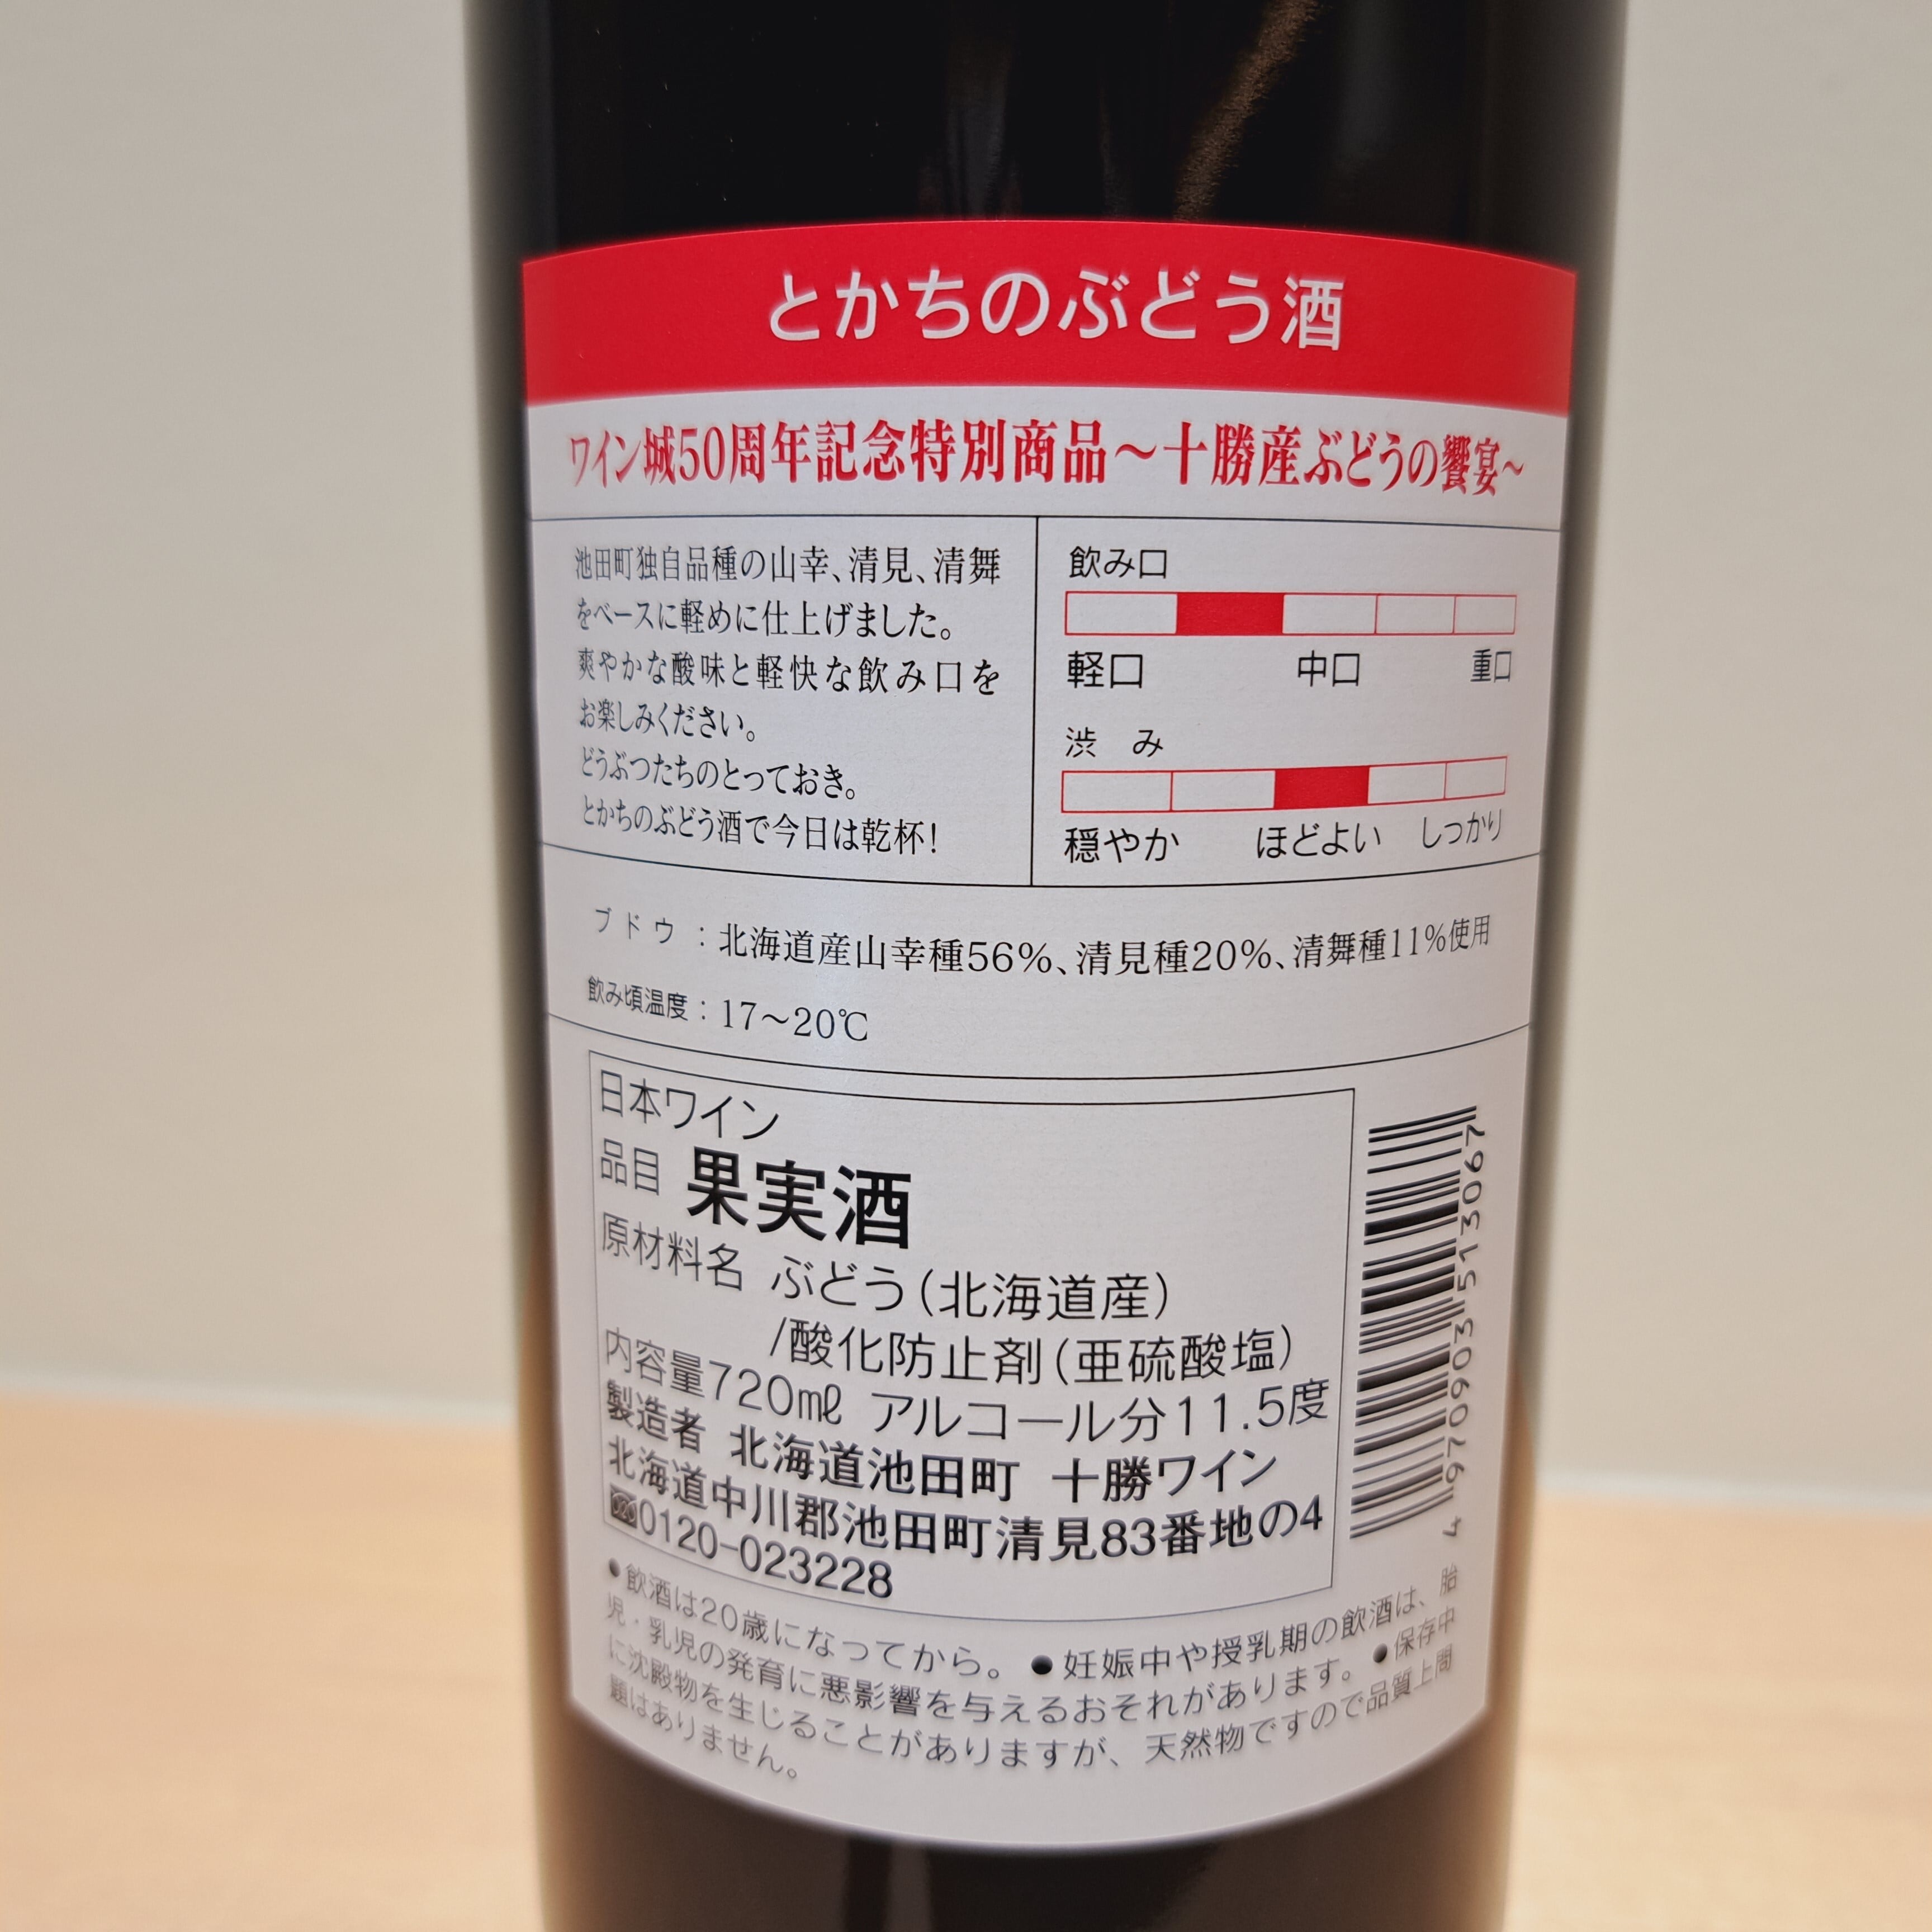 とかちのぶどう酒
ワイン城50周年記念特別商品～十勝産ぶどうの饗宴～
池田町独自品種の山幸、清見、清舞
をベースに軽めに仕上げました。
爽やかな酸味と軽快な飲み口を
お楽しみください。
どうぶつたちのとっておき。
とかちのぶどう酒で今日は乾杯!
飲み口
軽口 中口 重口
渋み
穏やか ほどよい しっかり
ブドウ : 北海道産山幸種56%、清見種20%、清舞種11%使用
飲み頃温度 : 17～20℃
日本ワイン
品目 果実酒
原材料名 ぶどう(北海道産)
/酸化防止剤(亜硫酸塩)
内容量720mℓ アルコール分11.5度
製造者 北海道池田町 十勝ワイン
北海道中川郡池田町清見83番地の4
0120-023228
4 970903 513067
●飲酒は20歳になってから。●妊娠中や授乳期の飲酒は、胎
児・乳児の発育に悪影響を与えるおそれがあります。●保存中
に沈殿物を生じることがありますが、天然物ですので品質上問
題はありません。